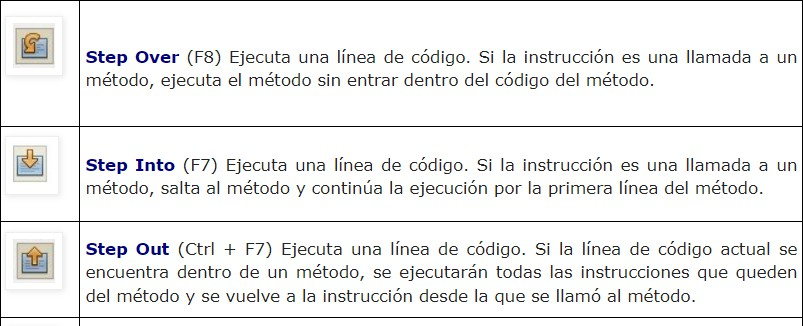 Step Over (F8) Ejecuta una línea de código. Si la instrucción es una llamada a un
método, ejecuta el método sin entrar dentro del código del método.
Step Into (F7) Ejecuta una línea de código. Si la instrucción es una llamada a un
método, salta al método y continúa la ejecución por la primera línea del método.
Step Out (Ctrl + F7) Ejecuta una línea de código. Si la línea de código actual se
encuentra dentro de un método, se ejecutarán todas las instrucciones que queden
del método y se vuelve a la instrucción desde la que se llamó al método.